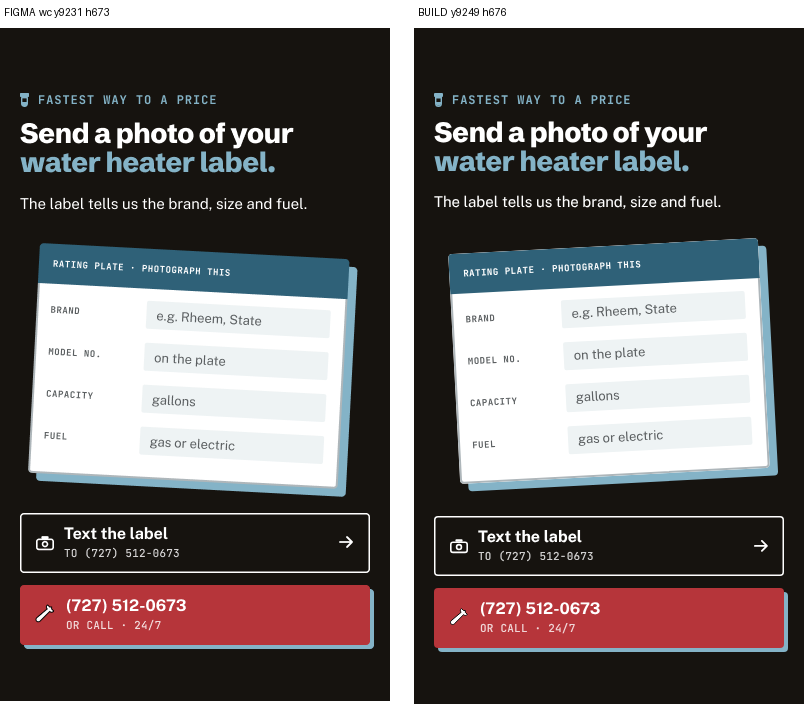 FIGMA wc y9231 h673
FASTEST WAY TO A PRICE
Send a photo of your
water heater label.
The label tells us the brand, size and fuel.
RATING PLATE · PHOTOGRAPH THIS
BRAND
e.g. Rheem, State
MODEL NO.
on the plate
CAPACITY
gallons
FUEL
gas or electric
Text the label
TO (727) 512-0673
(727) 512-0673
OR CALL · 24/7
BUILD y9249 h676
FASTEST WAY TO A PRICE
Send a photo of your
water heater label.
The label tells us the brand, size and fuel.
RATING PLATE · PHOTOGRAPH THIS
BRAND
e.g. Rheem, State
MODEL NO.
on the plate
CAPACITY
gallons
FUEL
gas or electric
Text the label
TO (727) 512-0673
(727) 512-0673
OR CALL · 24/7